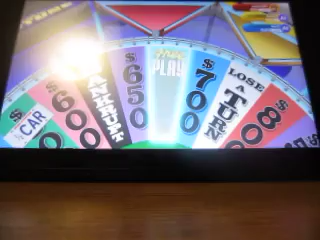 $ CAR
$600
BANKRUPT
$650
FREE PLAY
$700
LOSE A TURN
$800